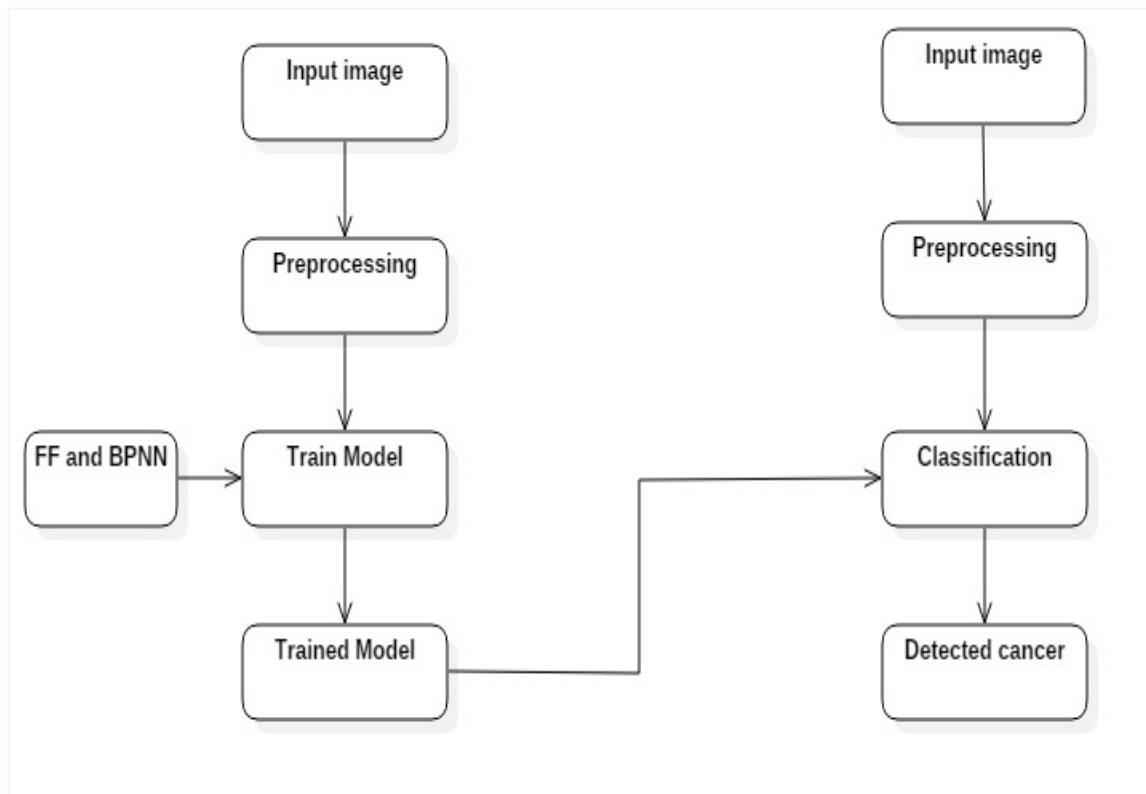 Input image
Preprocessing
FF and BPNN
Train Model
Trained Model
Input image
Preprocessing
Classification
Detected cancer